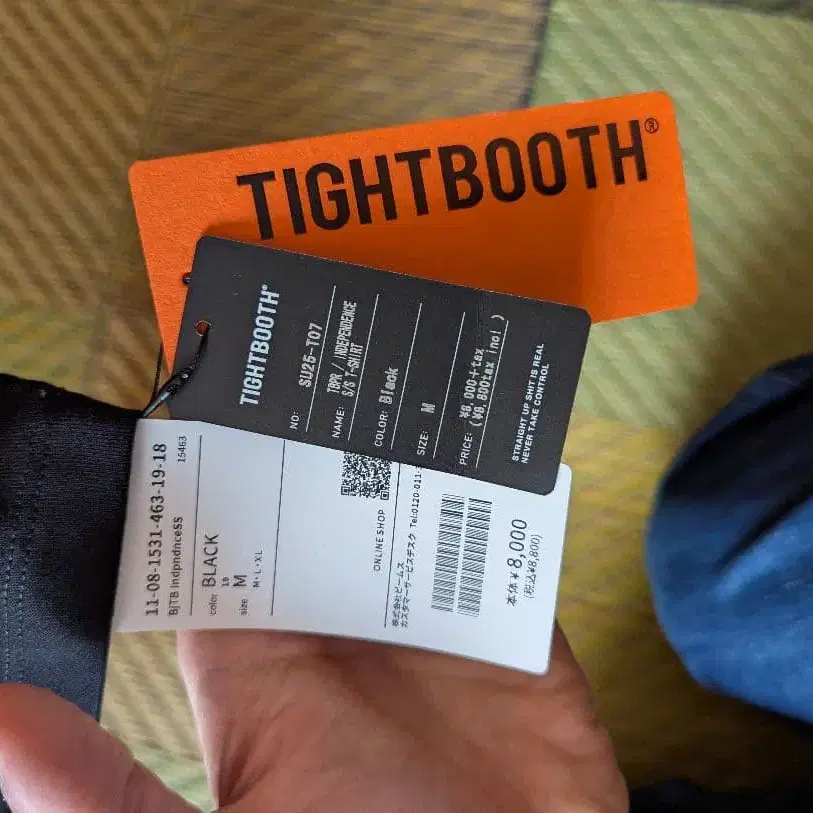 TIGHTBOOTH®
TIGHTBOOTH®
NO: SU25-T07
NAME: TBPR / INDEPENDENCE
S/S T-SHIRT
COLOR: Black
SIZE: M
PRICE: ¥8,000+tax
(¥8,800tax incl )
STRAIGHT UP SHIT IS REAL
NEVER TAKE CONTROL
11-08-1531-463-19-18
15463
B|TB IndpndnceSS
color BLACK
19
size M
M・L・XL
ONLINE SHOP
株式会社ビームス
カスタマーサービスデスク Tel:0120-011-
本体¥8,000
(税込¥8,800)